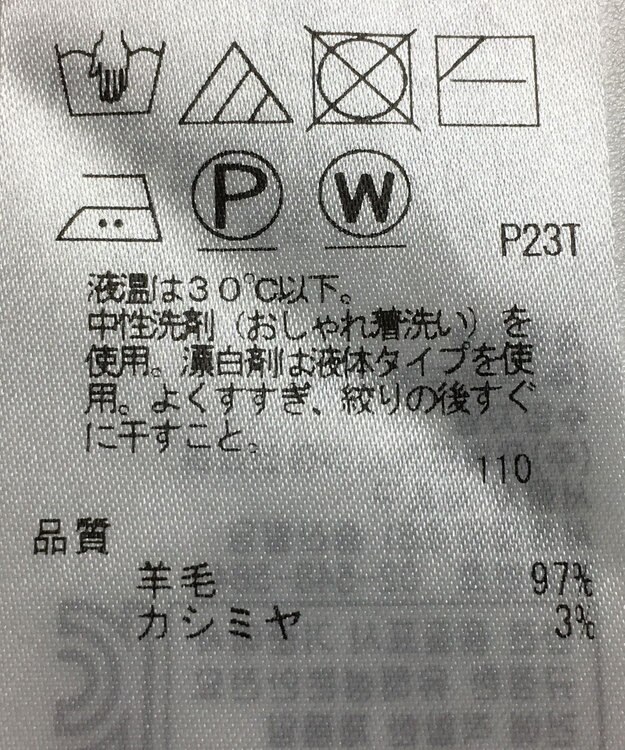 P
W
P23T
液温は30℃以下。
中性洗剤（おしゃれ着洗い）を
使用。漂白剤は液体タイプを使
用。よくすすぎ、絞りの後すぐ
に干すこと。
110
品質
羊毛 97%
カシミヤ 3%